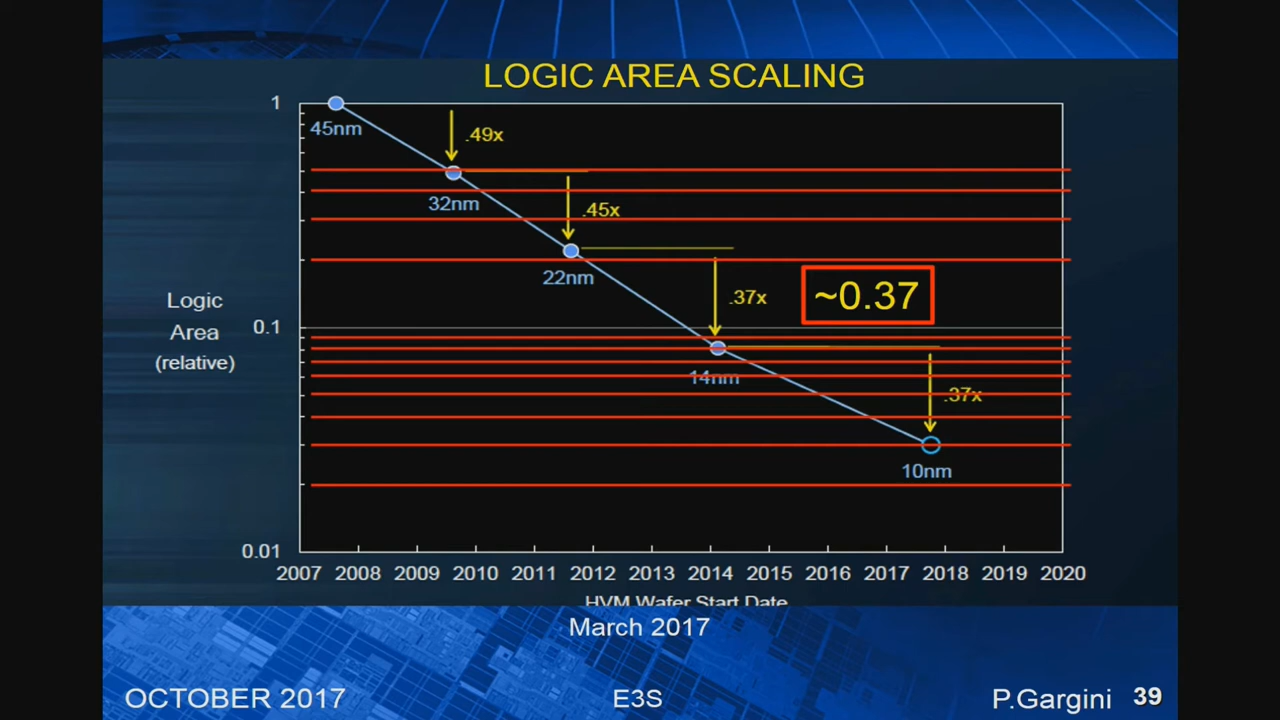 LOGIC AREA SCALING
1
45nm
.49x
32nm
.45x
22nm
~0.37
.37x
Logic
Area
(relative)
0.1
14nm
.37x
10nm
0.01
2007 2008 2009 2010 2011 2012 2013 2014 2015 2016 2017 2018 2019 2020
HVM Wafer Start Date
March 2017
OCTOBER 2017 E3S P.Gargini 39